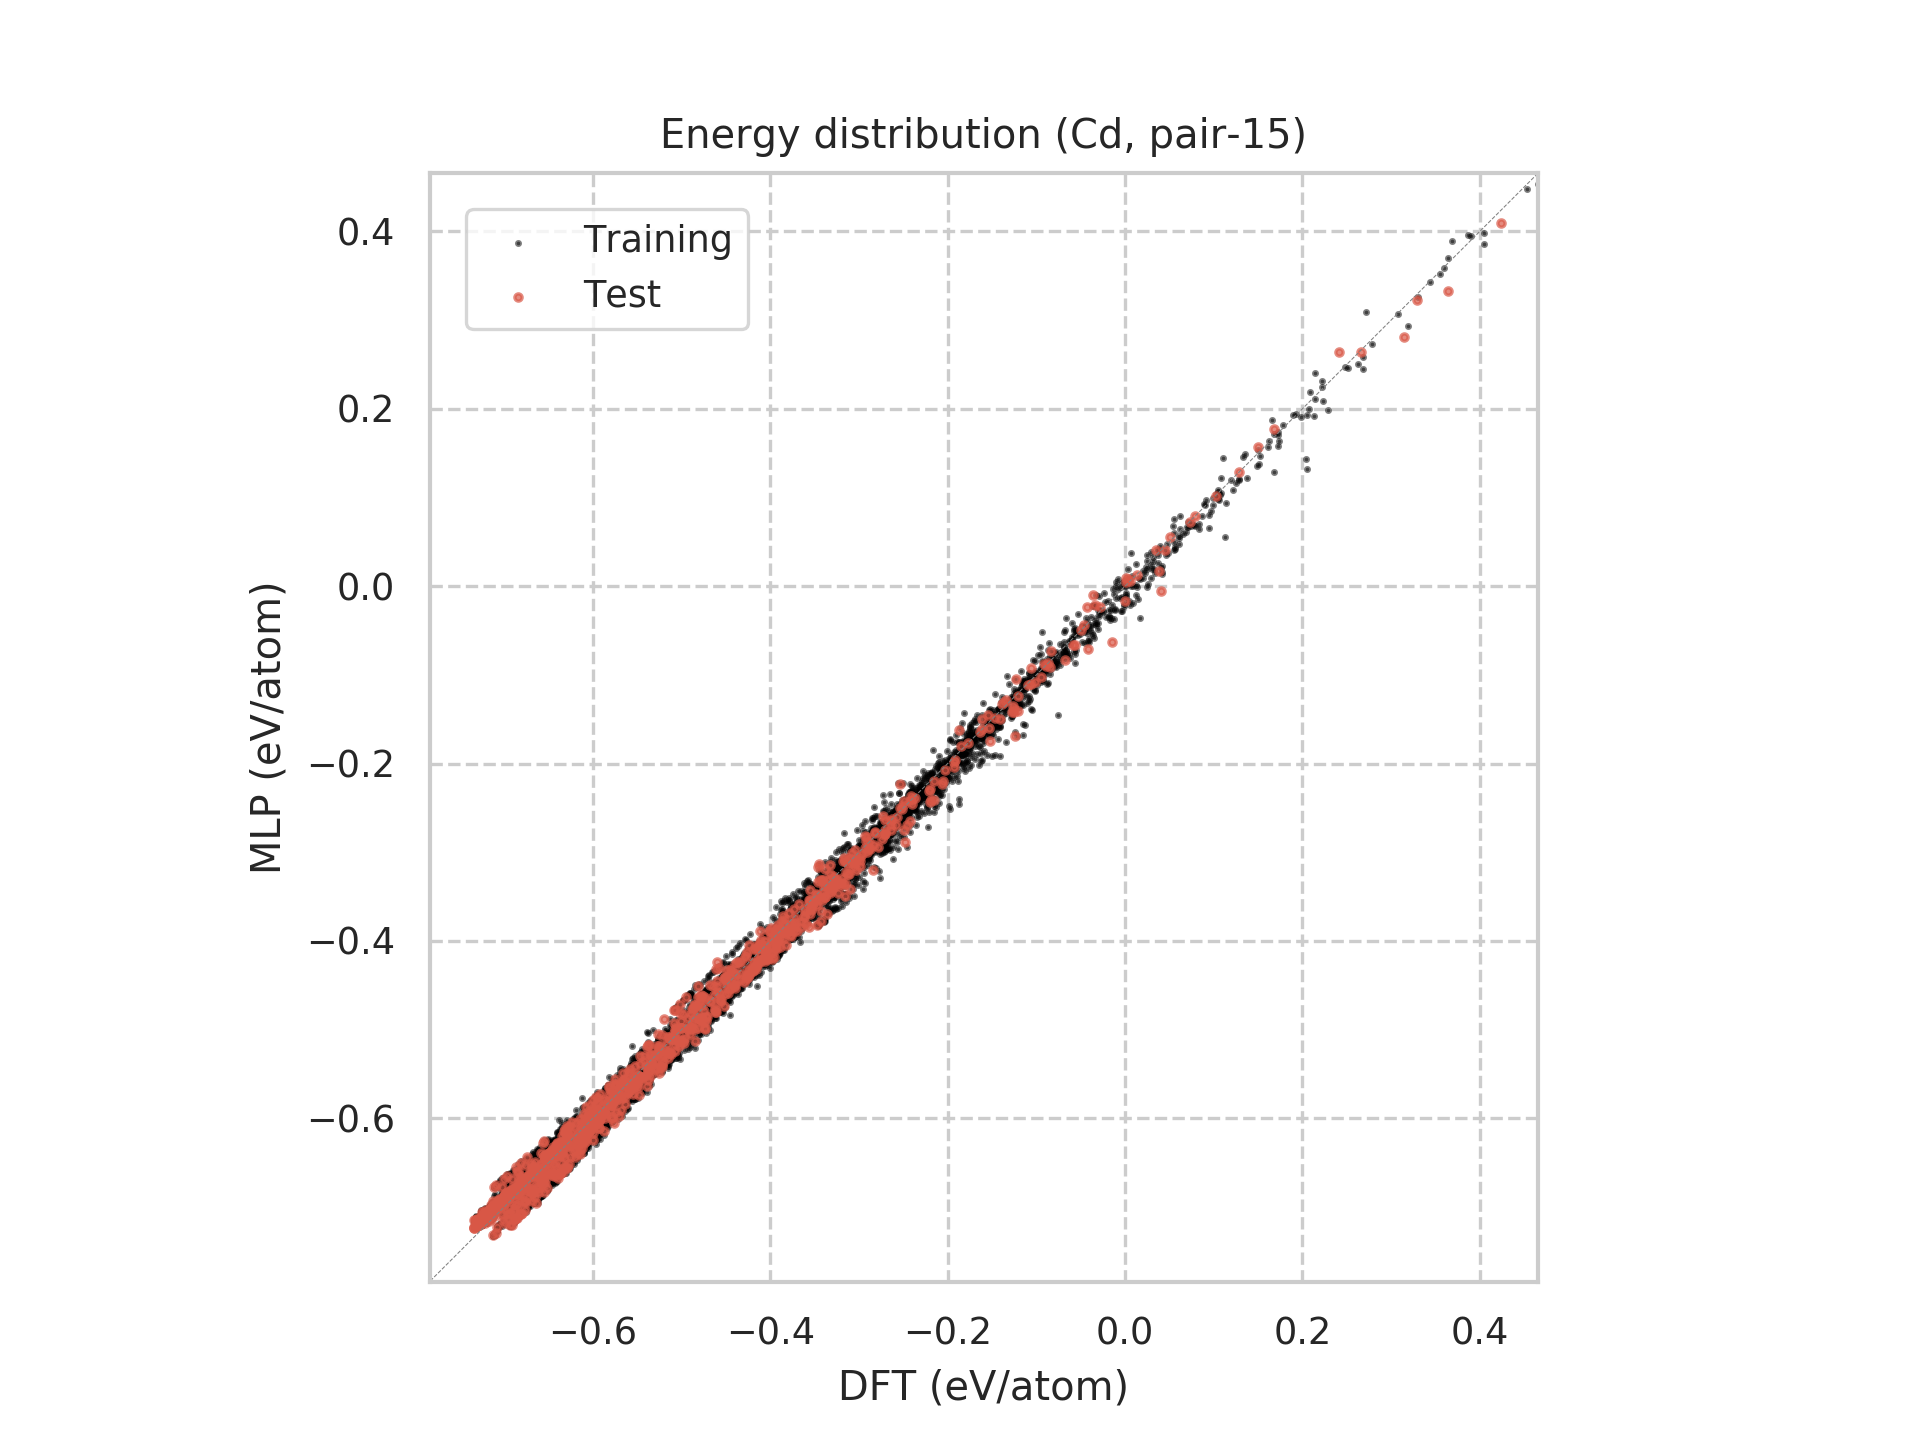 Energy distribution (Cd, pair-15)
Training
Test
0.4
0.2
0.0
−0.2
−0.4
−0.6
MLP (eV/atom)
−0.6 −0.4 −0.2 0.0 0.2 0.4
DFT (eV/atom)